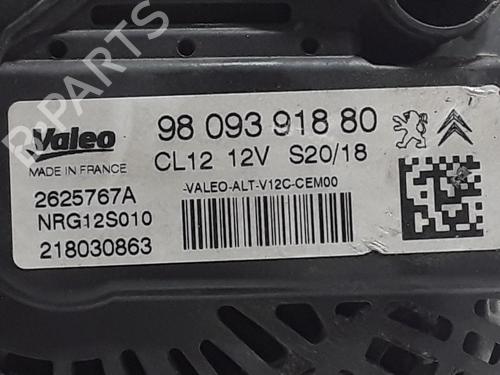 B-PARTS
Valeo
98 093 918 80
MADE IN FRANCE
CL12 12V S20/18
-VALEO-ALT-V12C-CEM00
2625767A
NRG12S010
218030863